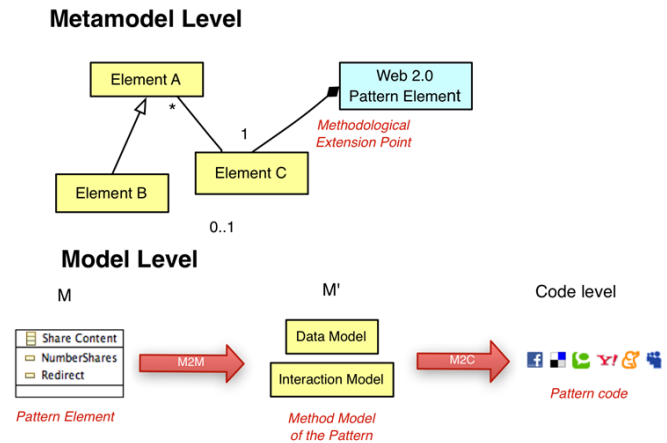 Metamodel Level
Element A
Web 2.0
Pattern Element
*
1
Methodological
Extension Point
Element B
Element C
0..1
Model Level
M
M'
Code level
Share Content
NumberShares
Redirect
M2M
Data Model
Interaction Model
M2C
Y!
Pattern Element
Method Model
of the Pattern
Pattern code